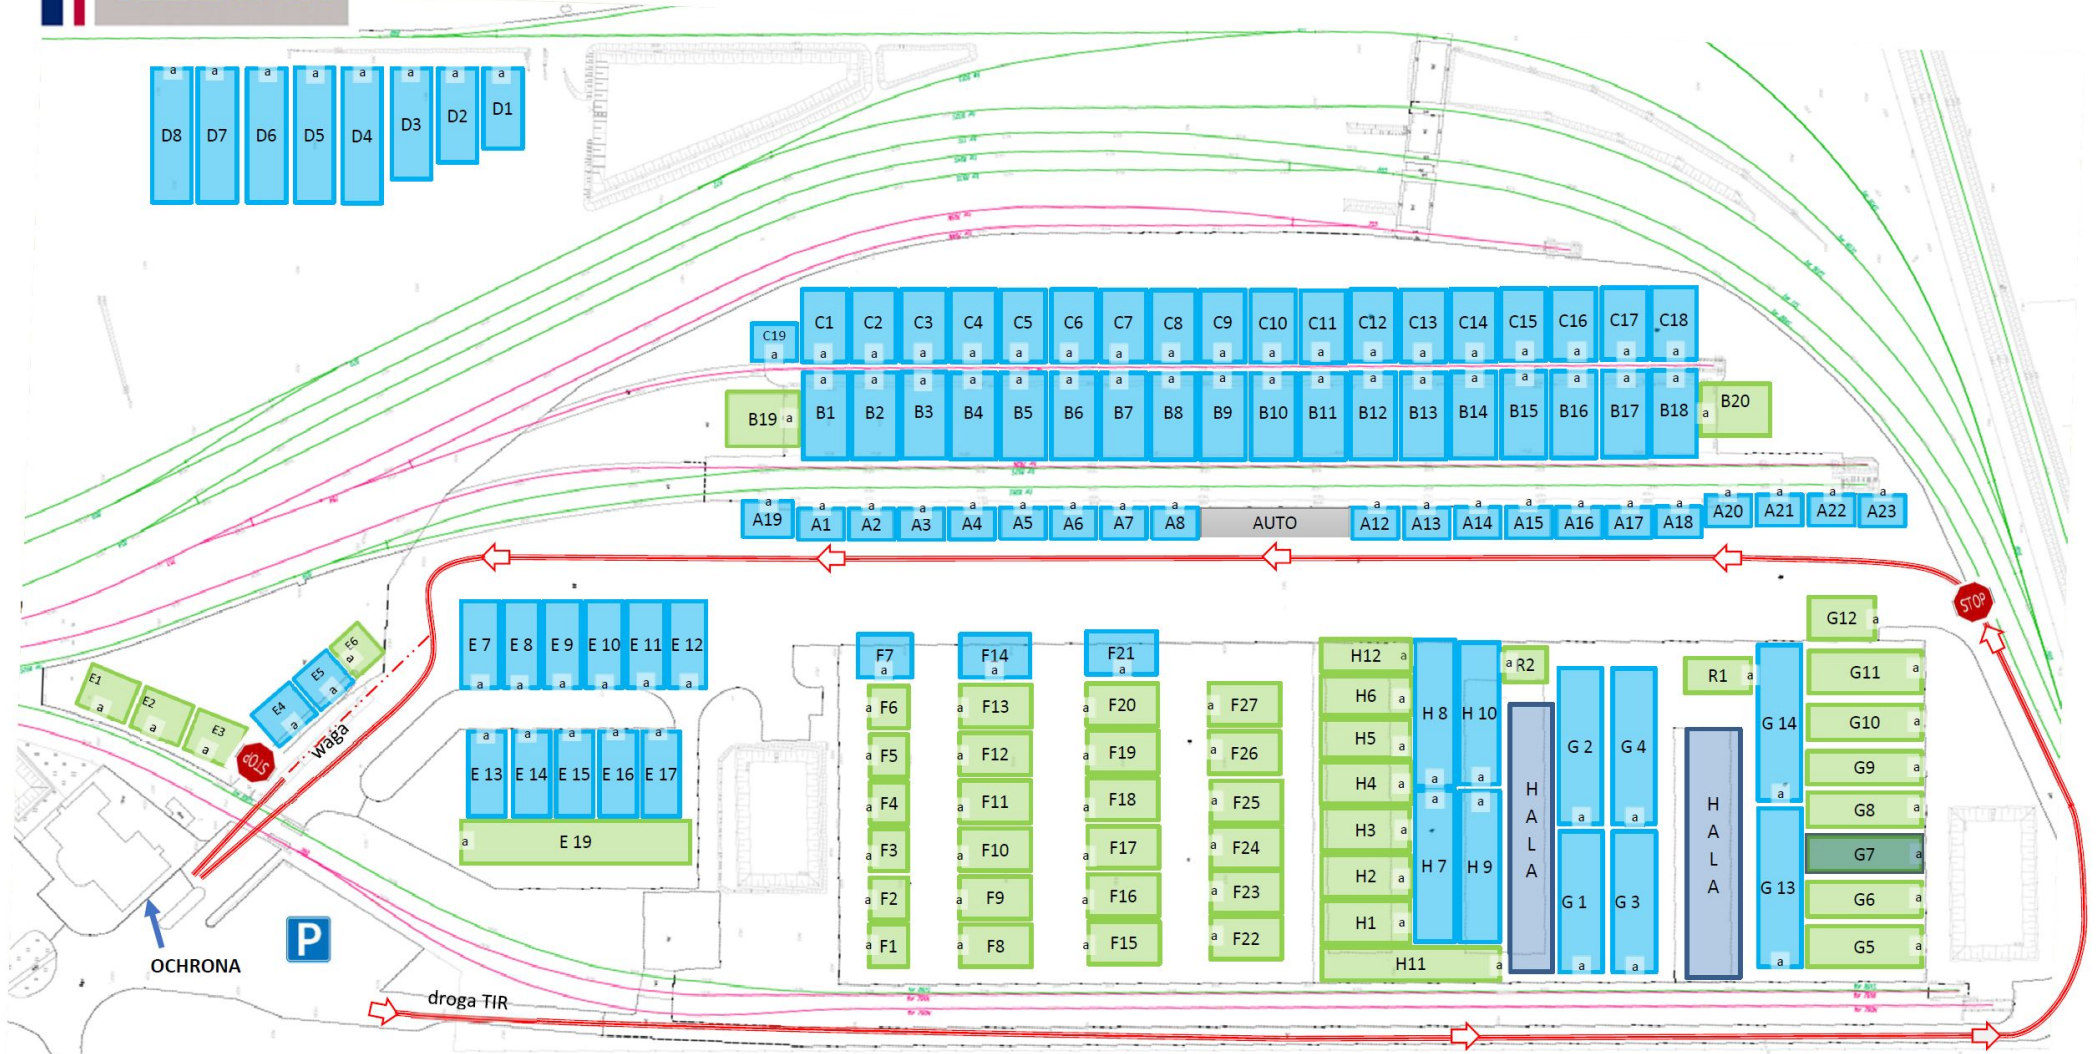 a a a a a a a a
D8 D7 D6 D5 D4 D3 D2 D1
C19 C1 C2 C3 C4 C5 C6 C7 C8 C9 C10 C11 C12 C13 C14 C15 C16 C17 C18
a a a a a a a a a a a a a a a a a a a
a a a a a a a a a a a a a a a a a a
B19 a B1 B2 B3 B4 B5 B6 B7 B8 B9 B10 B11 B12 B13 B14 B15 B16 B17 B18 a B20
a a a a a a a a a a a a a a a a a a a a
A19 A1 A2 A3 A4 A5 A6 A7 A8 AUTO A12 A13 A14 A15 A16 A17 A18 A20 A21 A22 A23
STOP
E1 a
E2 a
E3 a
E4 a
E5 a
E6 a
STOP
Waga
E 7 E 8 E 9 E 10 E 11 E 12
a a a a a a
a a a a a
E 13 E 14 E 15 E 16 E 17
a E 19
F7 a
a F6
a F5
a F4
a F3
a F2
a F1
F14 a
a F13
a F12
a F11
a F10
a F9
a F8
F21 a
a F20
a F19
a F18
a F17
a F16
a F15
a F27
a F26
a F25
a F24
a F23
a F22
H12 a
H6 a
H5 a
H4 a
H3 a
H2 a
H1 a
H11 a
H 8 a
H 10 a
a H 7
a H 9
a R2
HALA
G 2 a
G 4 a
G 1 a
G 3 a
R1 a
HALA
G 14 a
G 13 a
G12 a
G11 a
G10 a
G9 a
G8 a
G7 a
G6 a
G5 a
P
OCHRONA
droga TIR